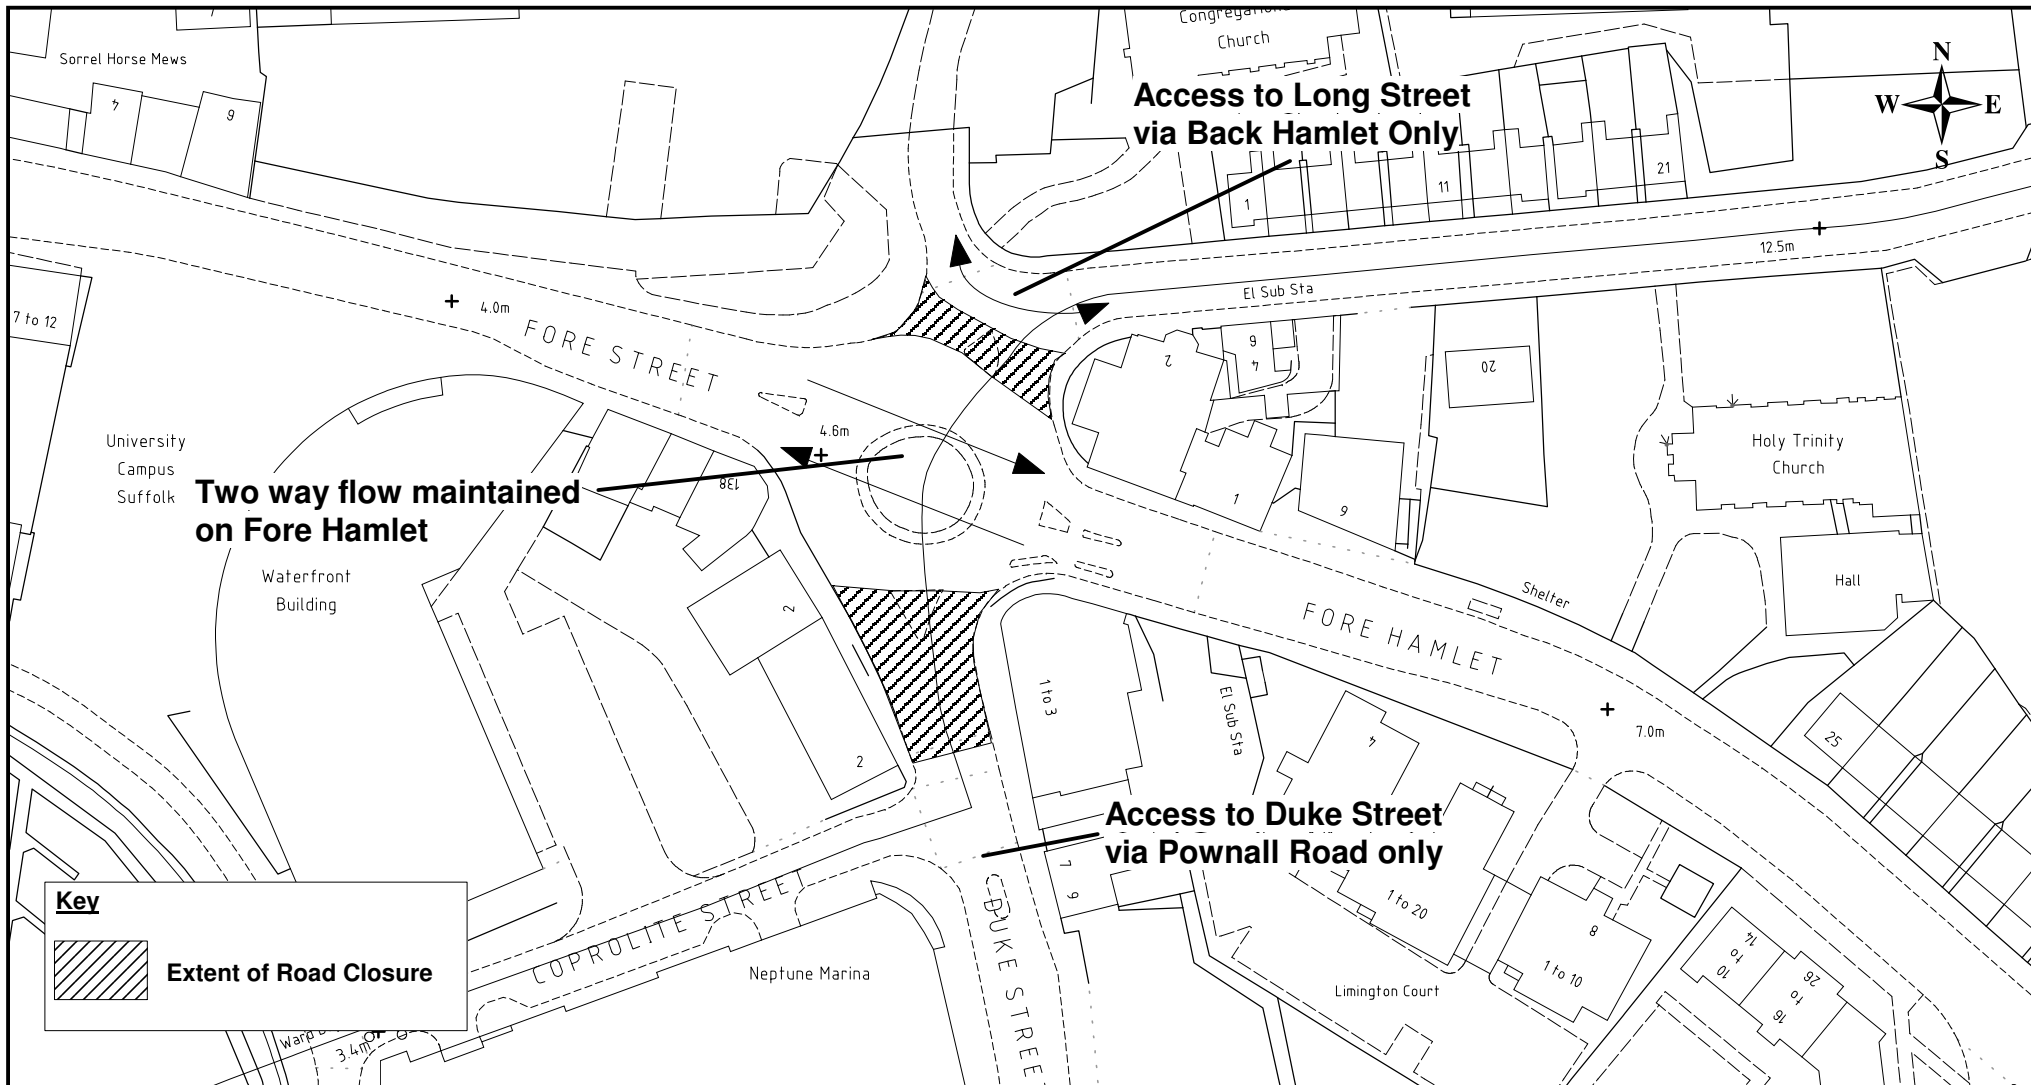 Congregational
Church
Sorrel Horse Mews
N
W E
S
Access to Long Street
via Back Hamlet Only
4
6
1
11
21
12.5m
El Sub Sta
7 to 12
4.0m
FORE STREET
2
6
4
20
4.6m
University
Campus
Suffolk
Two way flow maintained
on Fore Hamlet
138
1
9
Holy Trinity
Church
Waterfront
Building
Hall
Shelter
2
FORE HAMLET
1 to 3
El Sub Sta
4
7.0m
25
2
Access to Duke Street
via Pownall Road only
7
9
1 to 20
Key
Extent of Road Closure
COPROLITE STREET
DUKE STREE
Neptune Marina
8
1 to 10
Limington Court
14
to
10
26
to
16
3.4m